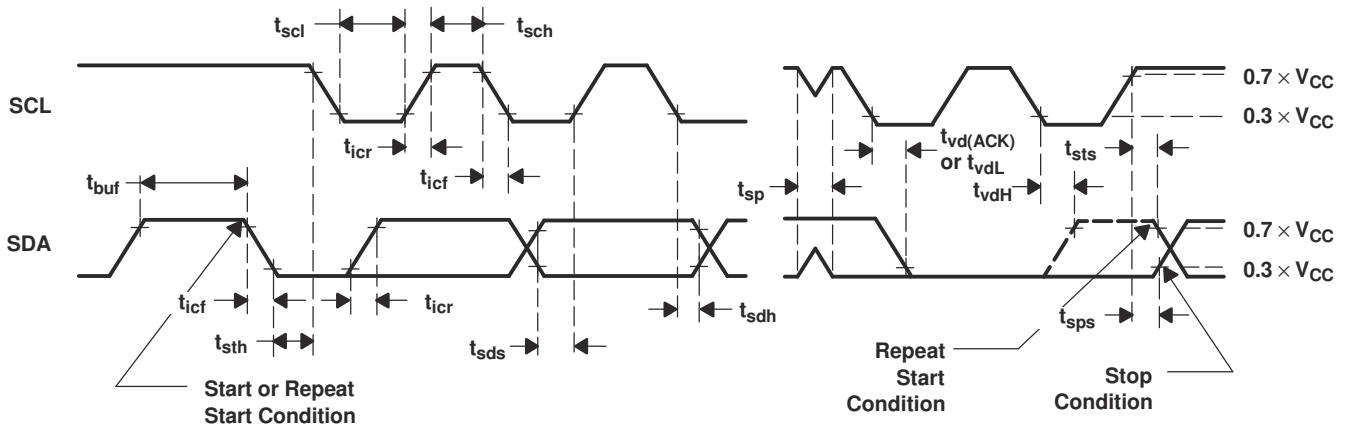 t_scl
t_sch
SCL
0.7 × V_CC
0.3 × V_CC
t_icr
t_icf
t_buf
t_sp
t_vd(ACK)
or t_vdL
t_vdH
t_sts
SDA
0.7 × V_CC
0.3 × V_CC
t_icf
t_icr
t_sth
t_sds
t_sdh
t_sps
Start or Repeat
Start Condition
Repeat
Start
Condition
Stop
Condition